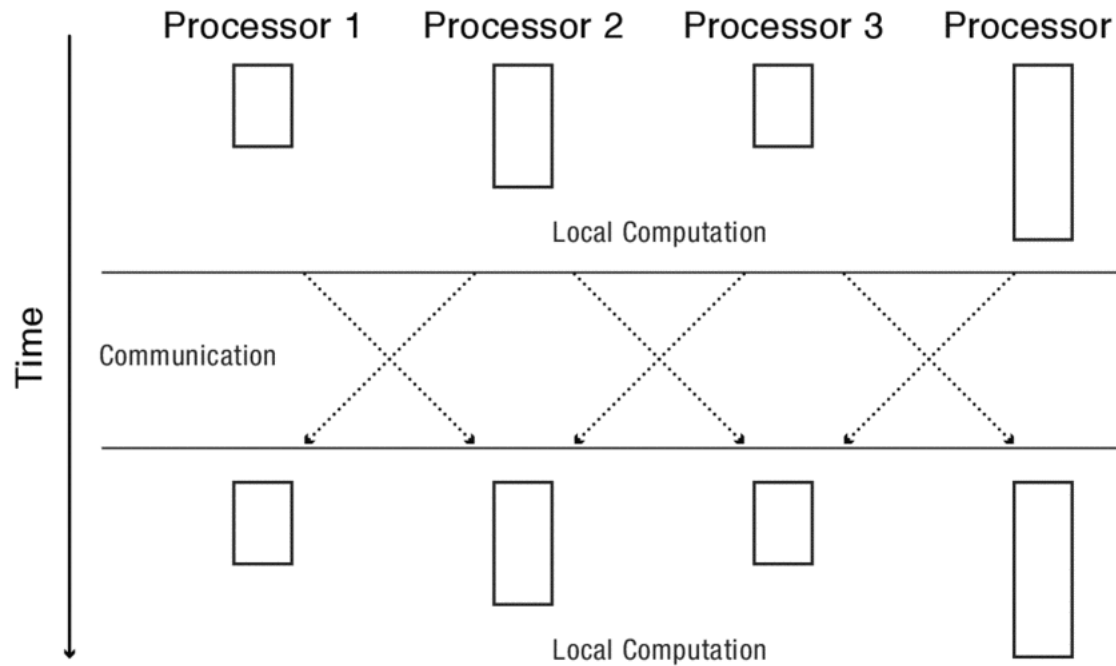 Processor 1 Processor 2 Processor 3 Processor
Local Computation
Time
Communication
Local Computation